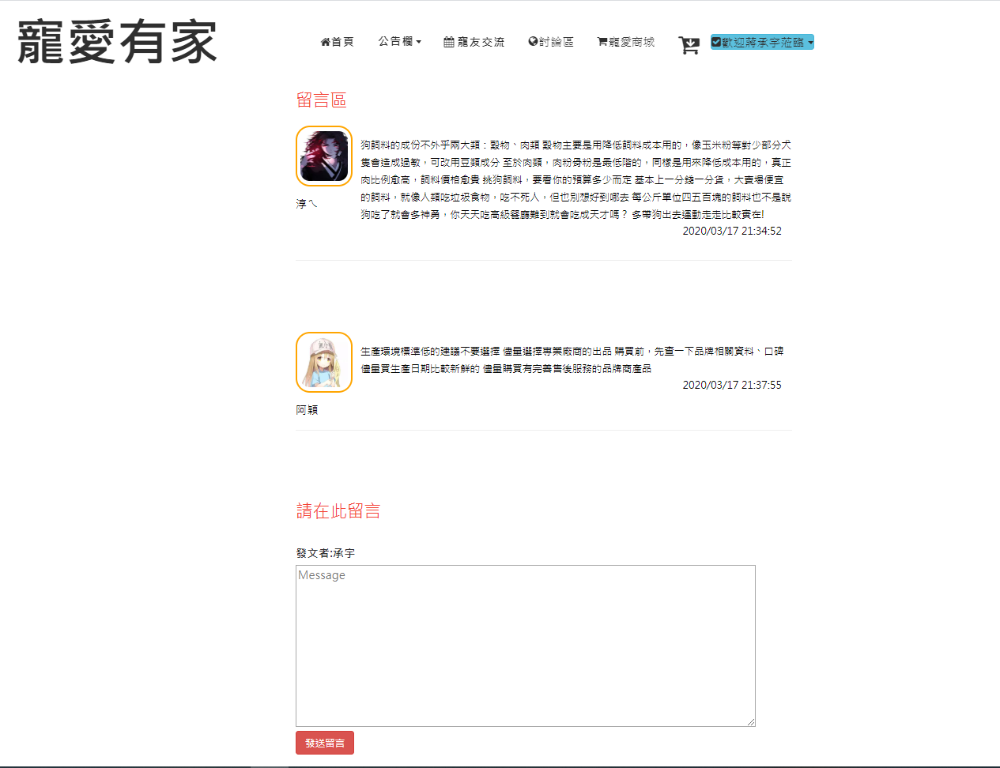 寵愛有家
首頁 公告欄 寵友交流 討論區 寵愛商城 歡迎蔣承宇蒞臨
留言區
狗飼料的成份不外乎兩大類：穀物、肉類 穀物主要是用降低飼料成本用的，像玉米粉等對少部分犬
隻會造成過敏，可改用豆類成分 至於肉類，肉粉骨粉是最低階的，同樣是用來降低成本用的，真正
肉比例愈高，飼料價格愈貴 挑狗飼料，要看你的預算多少而定 基本上一分錢一分貨，大賣場便宜
的飼料，就像人類吃垃圾食物，吃不死人，但也別想好到哪去 每公斤單位四五百塊的飼料也不是說
狗吃了就會多神勇，你天天吃高級餐廳難到就會吃成天才嗎？ 多帶狗出去運動走走比較實在!
淳ㄟ
2020/03/17 21:34:52
生產環境標準低的建議不要選擇 儘量選擇專業廠商的出品 購買前，先查一下品牌相關資料、口碑
儘量買生產日期比較新鮮的 儘量購買有完善售後服務的品牌商產品
2020/03/17 21:37:55
阿穎
請在此留言
發文者:承宇
Message
發送留言